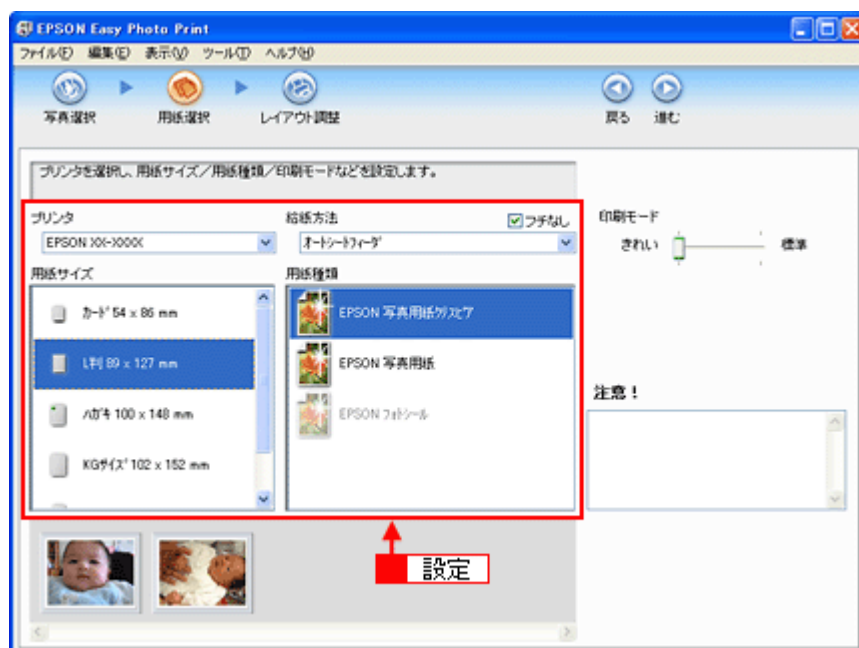 EPSON Easy Photo Print
ファイル(F) 編集(E) 表示(V) ツール(T) ヘルプ(H)
写真選択 用紙選択 レイアウト調整 戻る 進む
プリンタを選択し、用紙サイズ/用紙種類/印刷モードなどを設定します。
プリンタ 給紙方法 フチなし 印刷モード
EPSON XX-XXXX オートシートフィーダ きれい 標準
用紙サイズ 用紙種類
カード 54 x 86 mm EPSON 写真用紙クリスピア
L判 89 x 127 mm EPSON 写真用紙
注意!
ハガキ 100 x 148 mm EPSON フォトシール
KGサイズ 102 x 152 mm
設定